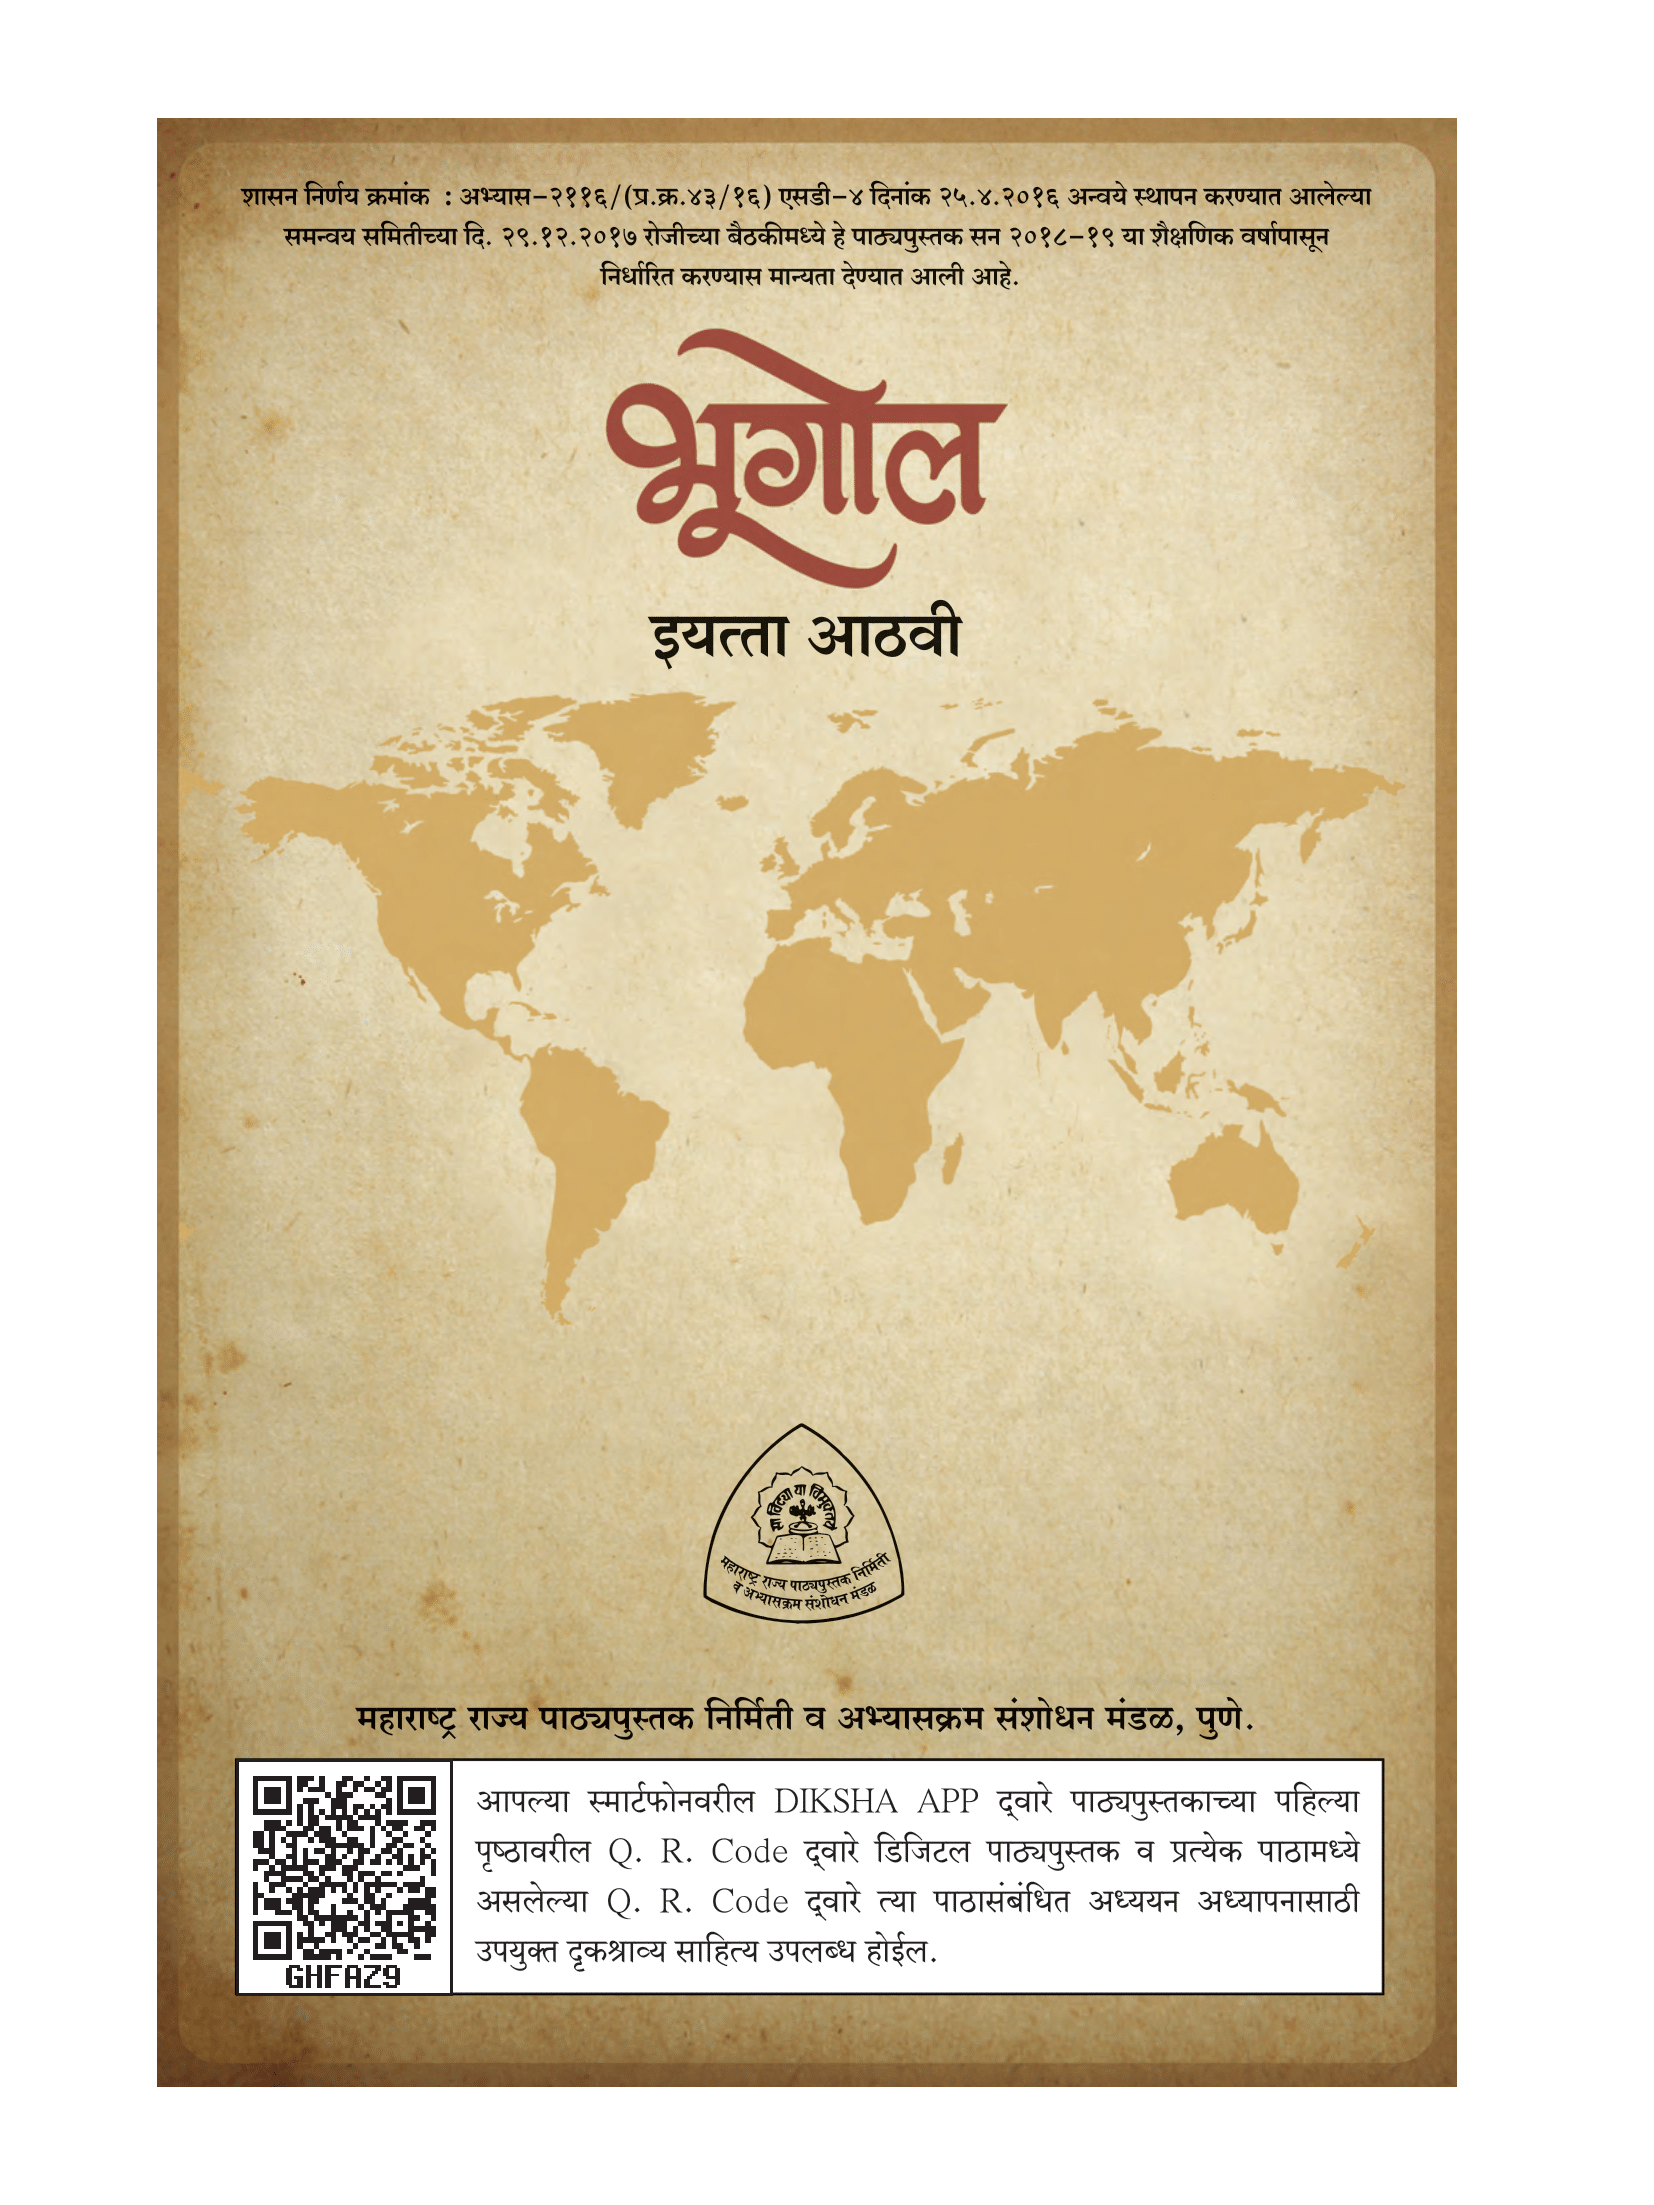 शासन निर्णय क्रमांक : अभ्यास-२११६/(प्र.क्र.४३/१६) एसडी-४ दिनांक २५.४.२०१६ अन्वये स्थापन करण्यात आलेल्या
समन्वय समितीच्या दि. २९.१२.२०१७ रोजीच्या बैठकीमध्ये हे पाठ्यपुस्तक सन २०१८-१९ या शैक्षणिक वर्षापासून
निर्धारित करण्यास मान्यता देण्यात आली आहे.
भूगोल
इयत्ता आठवी
सा विद्या या विमुक्तये
महाराष्ट्र राज्य पाठ्यपुस्तक निर्मिती
व अभ्यासक्रम संशोधन मंडळ
महाराष्ट्र राज्य पाठ्यपुस्तक निर्मिती व अभ्यासक्रम संशोधन मंडळ, पुणे.
GHFAZ9
आपल्या स्मार्टफोनवरील DIKSHA APP द्‌वारे पाठ्यपुस्तकाच्या पहिल्या
पृष्ठावरील Q. R. Code द्‌वारे डिजिटल पाठ्यपुस्तक व प्रत्येक पाठामध्ये
असलेल्या Q. R. Code द्‌वारे त्या पाठासंबंधित अध्ययन अध्यापनासाठी
उपयुक्त दृकश्राव्य साहित्य उपलब्ध होईल.